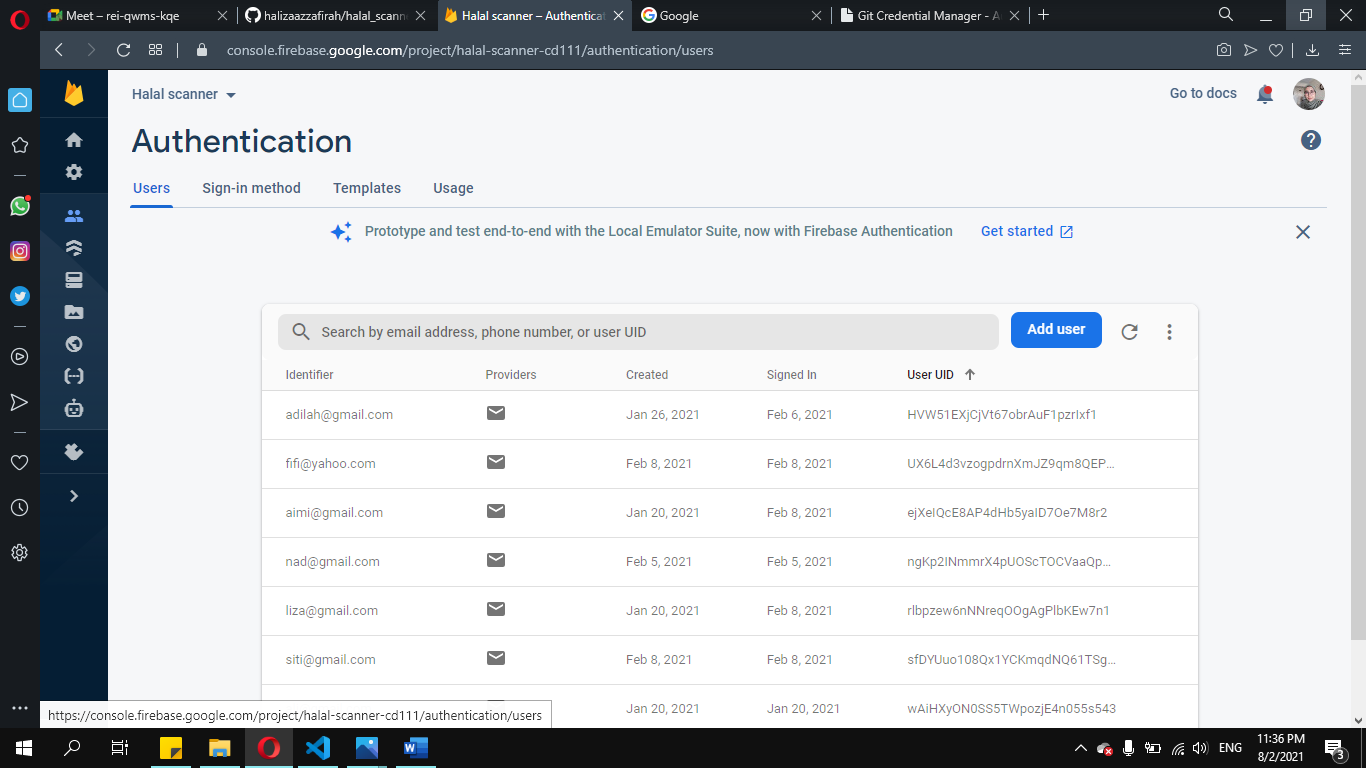 Meet – rei-qwms-kqe
halizaazzafirah/halal_scann
Halal scanner – Authenticat
Google
Git Credential Manager - A
console.firebase.google.com/project/halal-scanner-cd111/authentication/users
Halal scanner
Go to docs
Authentication
Users Sign-in method Templates Usage
Prototype and test end-to-end with the Local Emulator Suite, now with Firebase Authentication Get started
Search by email address, phone number, or user UID
Add user
Identifier Providers Created Signed In User UID
adilah@gmail.com Jan 26, 2021 Feb 6, 2021 HVW51EXjCjVt67obrAuF1pzrIxf1
fifi@yahoo.com Feb 8, 2021 Feb 8, 2021 UX6L4d3vzogpdrnXmJZ9qm8QEP...
aimi@gmail.com Jan 20, 2021 Feb 8, 2021 ejXeIQcE8AP4dHb5yaID7Oe7M8r2
nad@gmail.com Feb 5, 2021 Feb 5, 2021 ngKp2INmmrX4pUOScTOCVaaQp...
liza@gmail.com Jan 20, 2021 Feb 8, 2021 rlbpzew6nNNreqOOgAgPlbKEw7n1
siti@gmail.com Feb 8, 2021 Feb 8, 2021 sfDYUuo108Qx1YCKmqdNQ61TSg...
Jan 20, 2021 Jan 20, 2021 wAiHXyON0SS5TWpozjE4n055s543
https://console.firebase.google.com/project/halal-scanner-cd111/authentication/users
ENG
11:36 PM
8/2/2021
3